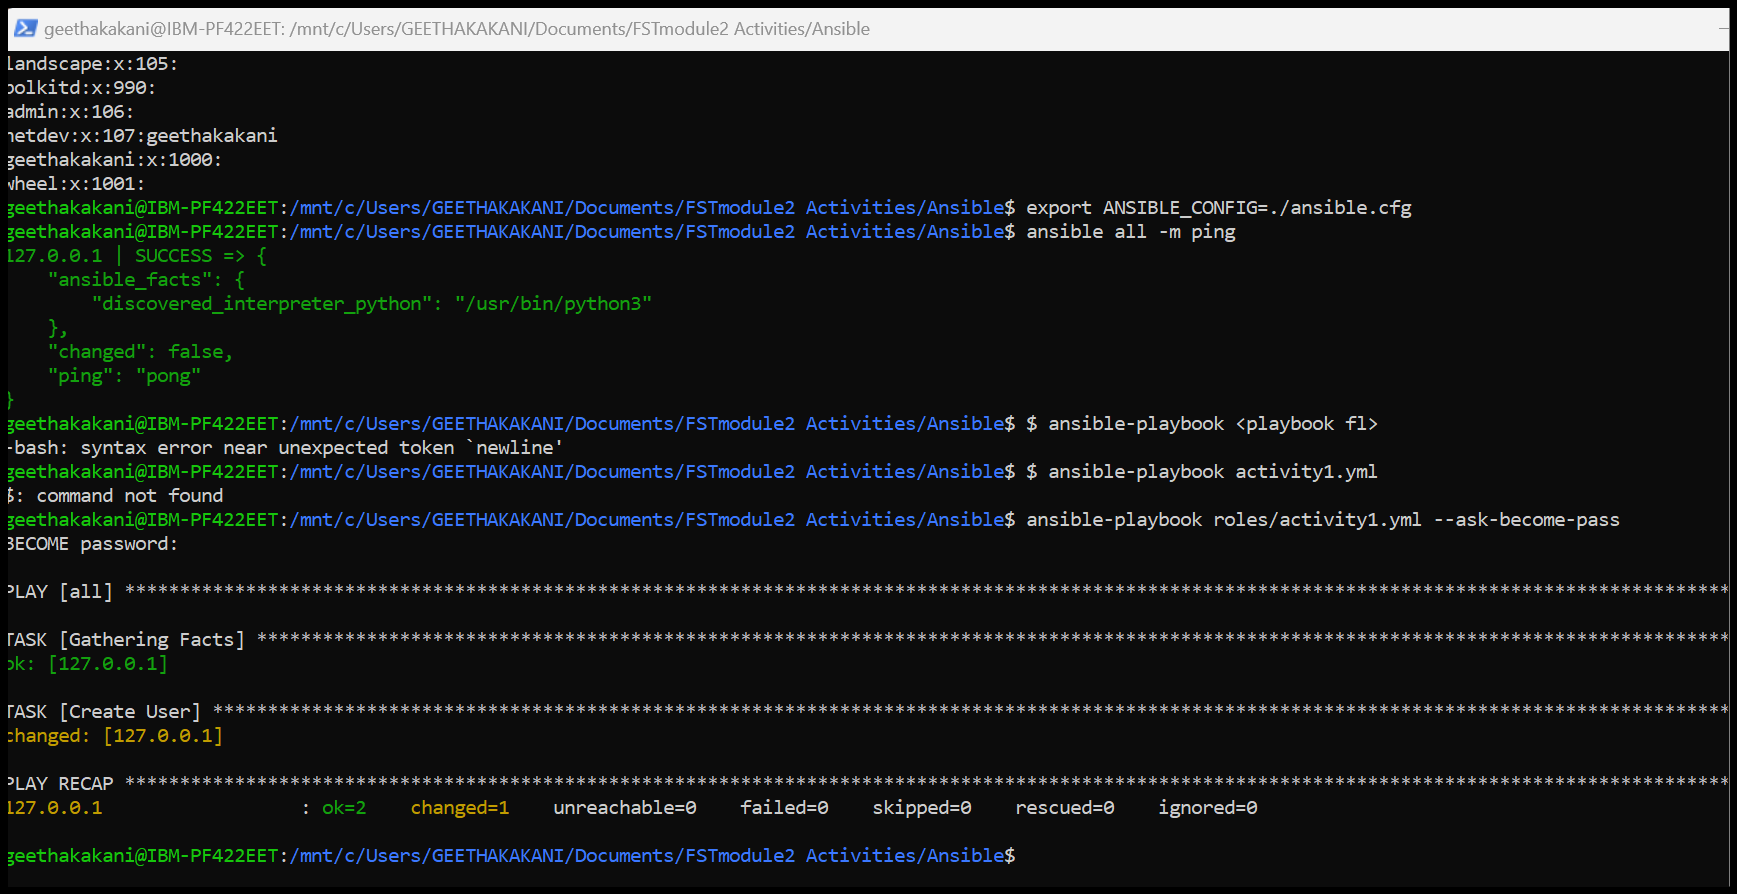 geethakakani@IBM-PF422EET: /mnt/c/Users/GEETHAKAKANI/Documents/FSTmodule2 Activities/Ansible
landscape:x:105:
polkitd:x:990:
admin:x:106:
netdev:x:107:geethakakani
geethakakani:x:1000:
wheel:x:1001:
geethakakani@IBM-PF422EET:/mnt/c/Users/GEETHAKAKANI/Documents/FSTmodule2 Activities/Ansible$ export ANSIBLE_CONFIG=./ansible.cfg
geethakakani@IBM-PF422EET:/mnt/c/Users/GEETHAKAKANI/Documents/FSTmodule2 Activities/Ansible$ ansible all -m ping
127.0.0.1 | SUCCESS => {
    "ansible_facts": {
        "discovered_interpreter_python": "/usr/bin/python3"
    },
    "changed": false,
    "ping": "pong"
}
geethakakani@IBM-PF422EET:/mnt/c/Users/GEETHAKAKANI/Documents/FSTmodule2 Activities/Ansible$ $ ansible-playbook <playbook fl>
-bash: syntax error near unexpected token `newline'
geethakakani@IBM-PF422EET:/mnt/c/Users/GEETHAKAKANI/Documents/FSTmodule2 Activities/Ansible$ $ ansible-playbook activity1.yml
$: command not found
geethakakani@IBM-PF422EET:/mnt/c/Users/GEETHAKAKANI/Documents/FSTmodule2 Activities/Ansible$ ansible-playbook roles/activity1.yml --ask-become-pass
BECOME password:
PLAY [all] **************************************************************************************************************************************************
TASK [Gathering Facts] **************************************************************************************************************************************
ok: [127.0.0.1]
TASK [Create User] ******************************************************************************************************************************************
changed: [127.0.0.1]
PLAY RECAP **************************************************************************************************************************************************
127.0.0.1                  : ok=2    changed=1    unreachable=0    failed=0    skipped=0    rescued=0    ignored=0
geethakakani@IBM-PF422EET:/mnt/c/Users/GEETHAKAKANI/Documents/FSTmodule2 Activities/Ansible$